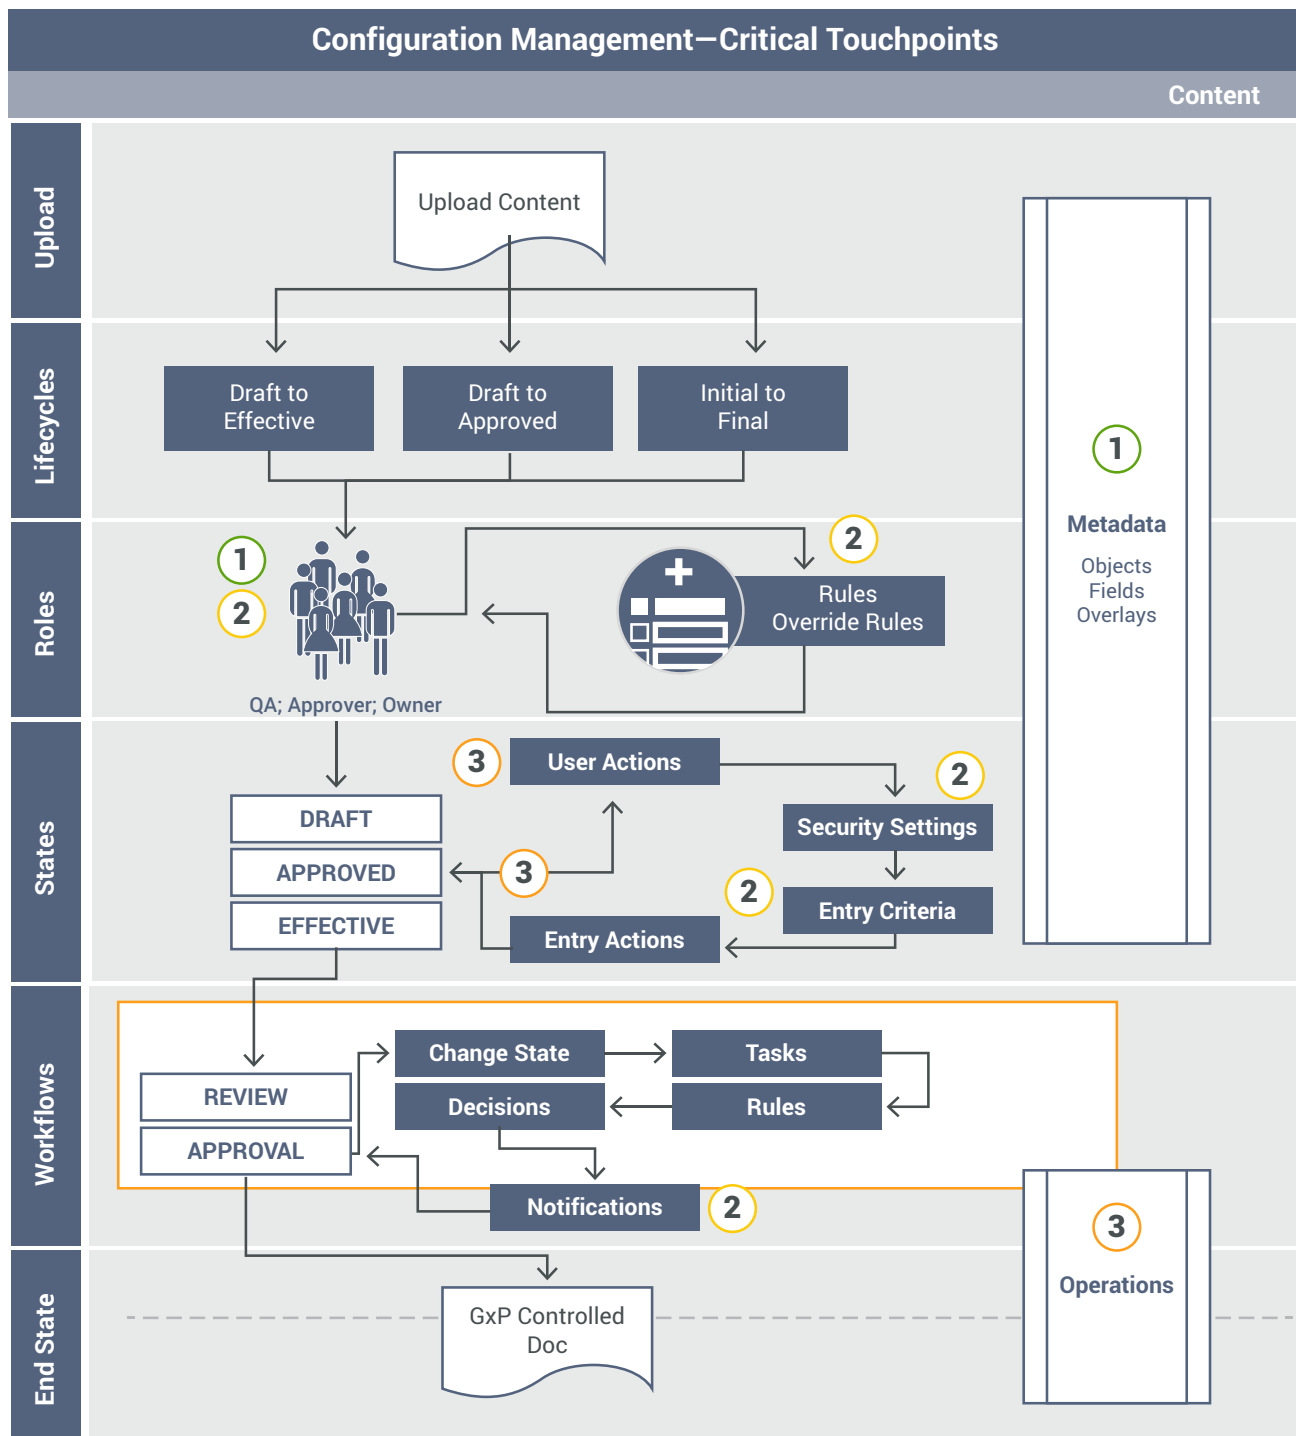 Configuration Management—Critical Touchpoints
Content
Upload
Upload Content
Lifecycles
Draft to
Effective
Draft to
Approved
Initial to
Final
1
Metadata
Objects
Fields
Overlays
Roles
1
2
QA; Approver; Owner
2
Rules
Override Rules
States
3
User Actions
2
Security Settings
DRAFT
APPROVED
EFFECTIVE
3
2
Entry Criteria
Entry Actions
Workflows
Change State
Tasks
REVIEW
Decisions
Rules
APPROVAL
Notifications
2
3
Operations
End State
GxP Controlled
Doc